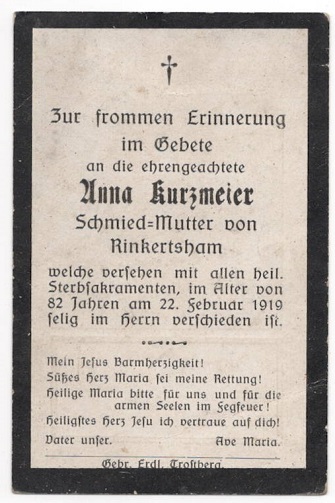 †
Zur frommen Erinnerung
im Gebete
an die ehrengeachtete
Anna Kurzmeier
Schmied=Mutter von
Rinkertsham
welche versehen mit allen heil.
Sterbsakramenten, im Alter von
82 Jahren am 22. Februar 1919
selig im Herrn verschieden ist.
Mein Jesus Barmherzigkeit!
Süßes Herz Maria sei meine Rettung!
Heilige Maria bitte für uns und für die
armen Seelen im Fegfeuer!
Heiligstes Herz Jesu ich vertraue auf dich!
Vater unser. Ave Maria.
Gebr. Erdl, Trostberg.